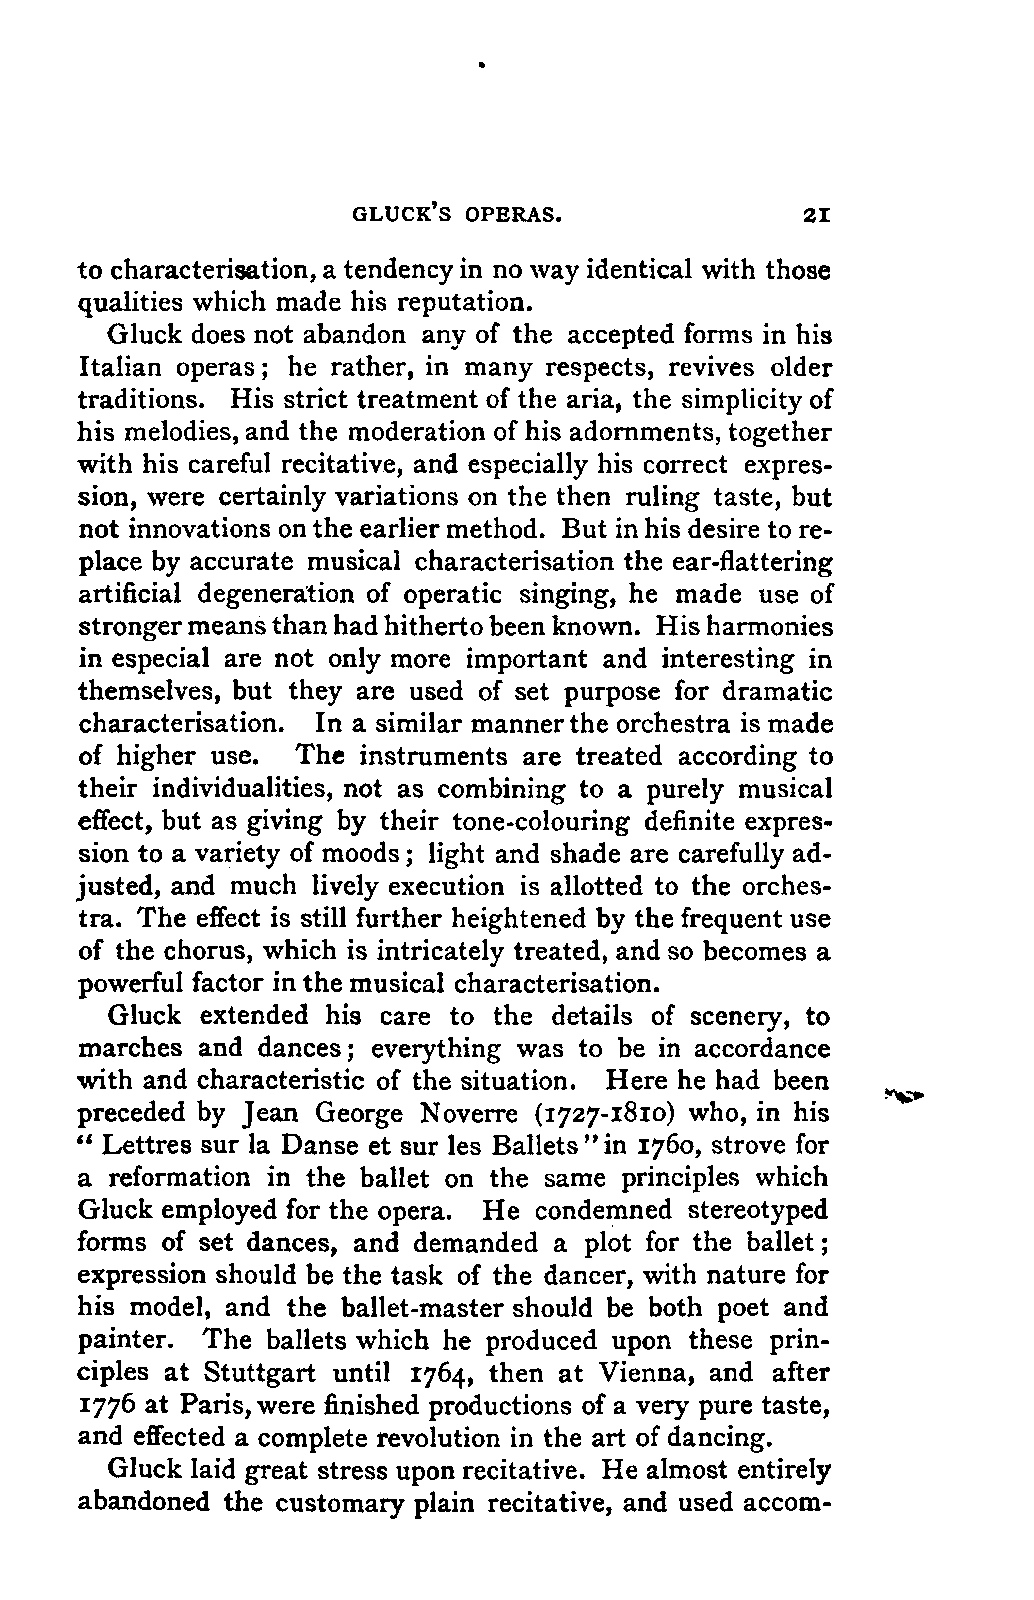 GLUCK'S OPERAS. 21
to characterisation, a tendency in no way identical with those
qualities which made his reputation.
Gluck does not abandon any of the accepted forms in his
Italian operas; he rather, in many respects, revives older
traditions. His strict treatment of the aria, the simplicity of
his melodies, and the moderation of his adornments, together
with his careful recitative, and especially his correct expres-
sion, were certainly variations on the then ruling taste, but
not innovations on the earlier method. But in his desire to re-
place by accurate musical characterisation the ear-flattering
artificial degeneration of operatic singing, he made use of
stronger means than had hitherto been known. His harmonies
in especial are not only more important and interesting in
themselves, but they are used of set purpose for dramatic
characterisation. In a similar manner the orchestra is made
of higher use. The instruments are treated according to
their individualities, not as combining to a purely musical
effect, but as giving by their tone-colouring definite expres-
sion to a variety of moods; light and shade are carefully ad-
justed, and much lively execution is allotted to the orches-
tra. The effect is still further heightened by the frequent use
of the chorus, which is intricately treated, and so becomes a
powerful factor in the musical characterisation.
Gluck extended his care to the details of scenery, to
marches and dances; everything was to be in accordance
with and characteristic of the situation. Here he had been
preceded by Jean George Noverre (1727-1810) who, in his
“ Lettres sur la Danse et sur les Ballets” in 1760, strove for
a reformation in the ballet on the same principles which
Gluck employed for the opera. He condemned stereotyped
forms of set dances, and demanded a plot for the ballet;
expression should be the task of the dancer, with nature for
his model, and the ballet-master should be both poet and
painter. The ballets which he produced upon these prin-
ciples at Stuttgart until 1764, then at Vienna, and after
1776 at Paris, were finished productions of a very pure taste,
and effected a complete revolution in the art of dancing.
Gluck laid great stress upon recitative. He almost entirely
abandoned the customary plain recitative, and used accom-